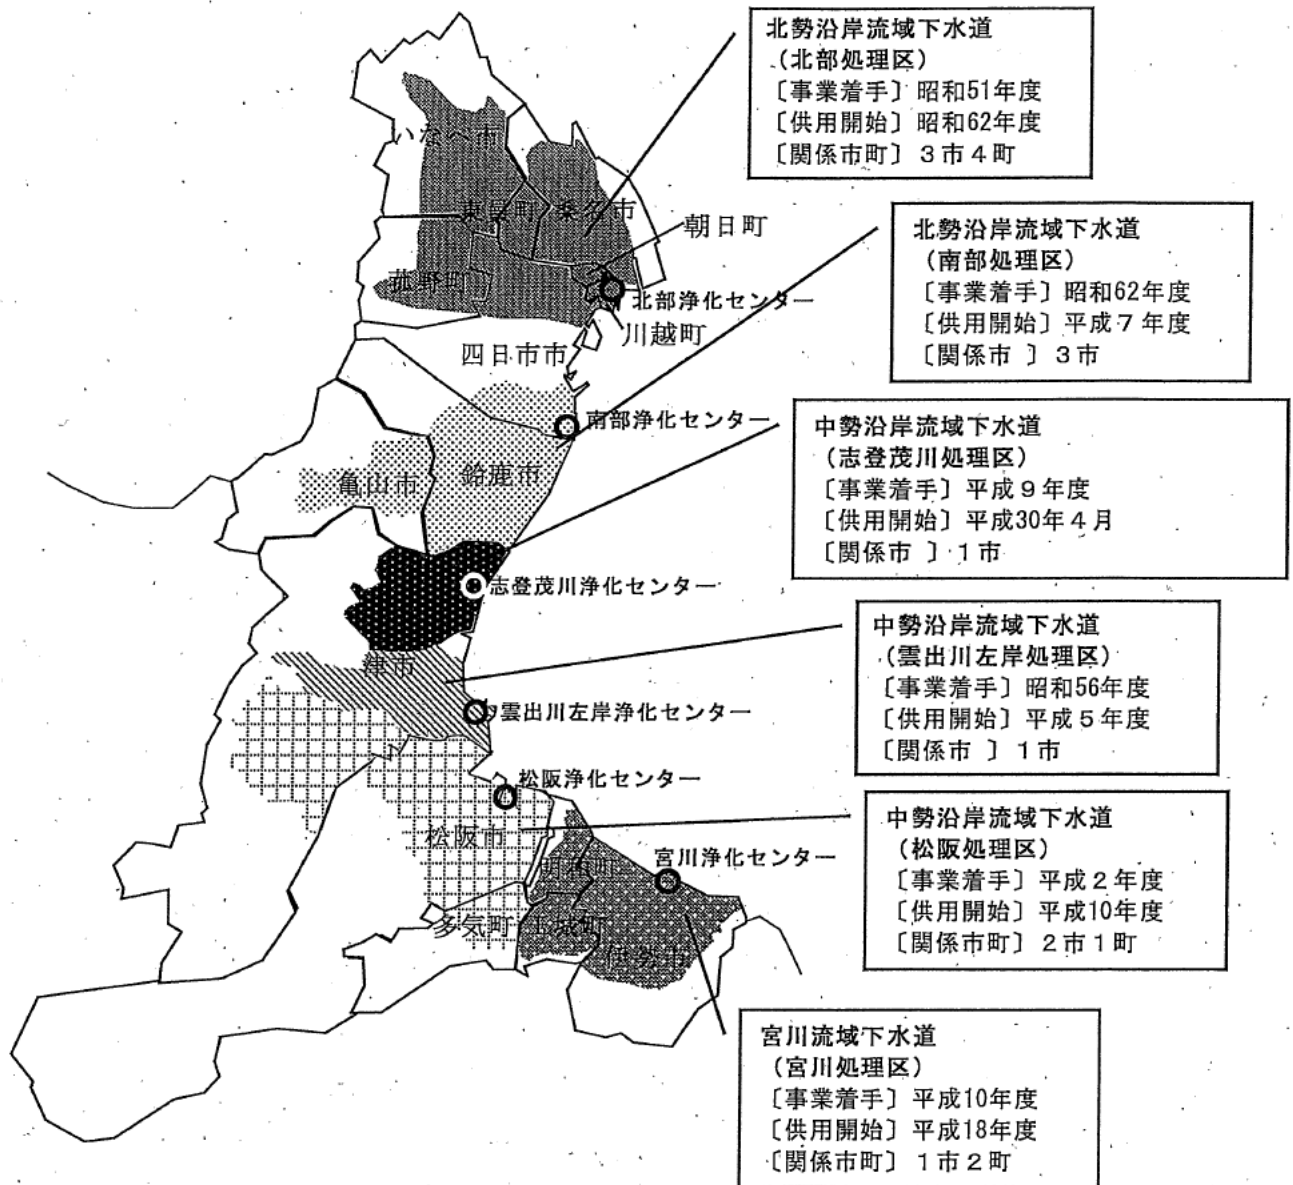 北勢沿岸流域下水道
(北部処理区)
〔事業着手〕昭和51年度
〔供用開始〕昭和62年度
〔関係市町〕3市4町
いなべ市
東員町
桑名市
朝日町
菰野町
北部浄化センター
川越町
四日市市
北勢沿岸流域下水道
(南部処理区)
〔事業着手〕昭和62年度
〔供用開始〕平成7年度
〔関係市 〕3市
南部浄化センター
鈴鹿市
亀山市
中勢沿岸流域下水道
(志登茂川処理区)
〔事業着手〕平成9年度
〔供用開始〕平成30年4月
〔関係市 〕1市
志登茂川浄化センター
津市
中勢沿岸流域下水道
(雲出川左岸処理区)
〔事業着手〕昭和56年度
〔供用開始〕平成5年度
〔関係市 〕1市
雲出川左岸浄化センター
松阪浄化センター
松阪市
中勢沿岸流域下水道
(松阪処理区)
〔事業着手〕平成2年度
〔供用開始〕平成10年度
〔関係市町〕2市1町
明和町
宮川浄化センター
多気町
玉城町
伊勢市
宮川流域下水道
(宮川処理区)
〔事業着手〕平成10年度
〔供用開始〕平成18年度
〔関係市町〕1市2町